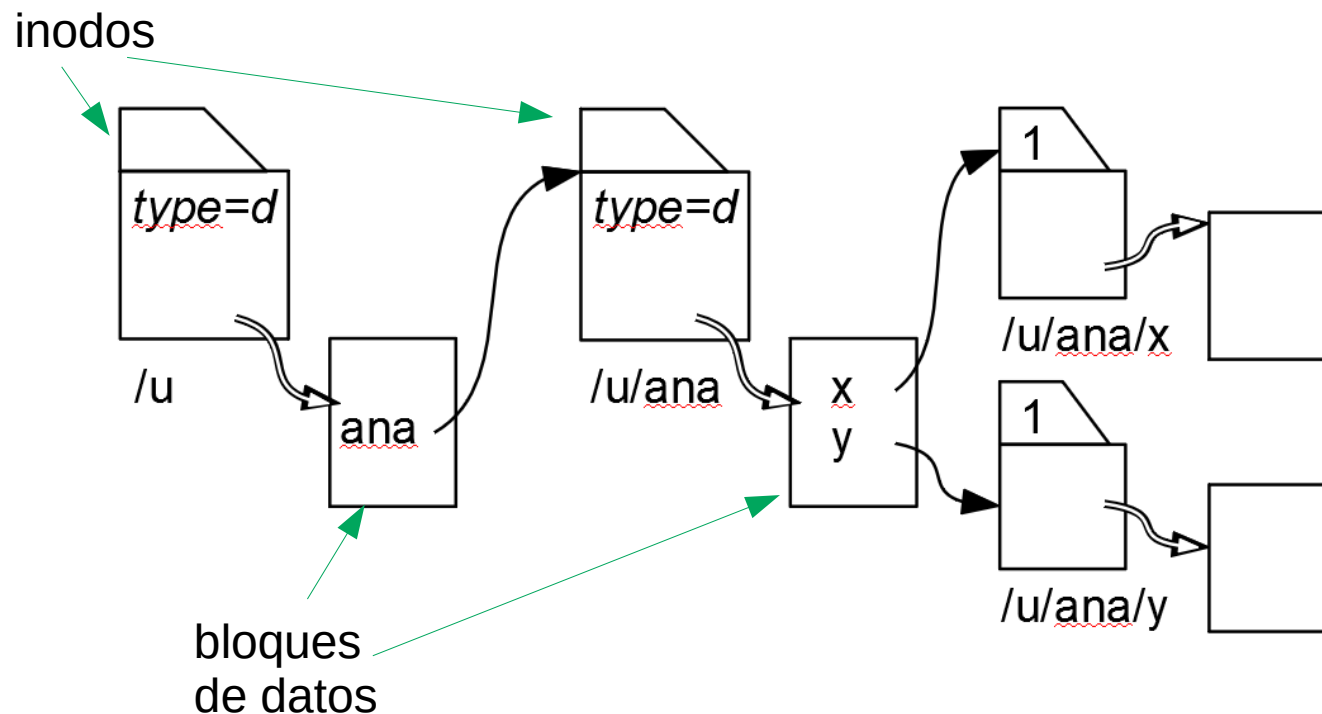 inodos
type=d
/u
ana
type=d
/u/ana
x
y
1
/u/ana/x
1
/u/ana/y
bloques
de datos